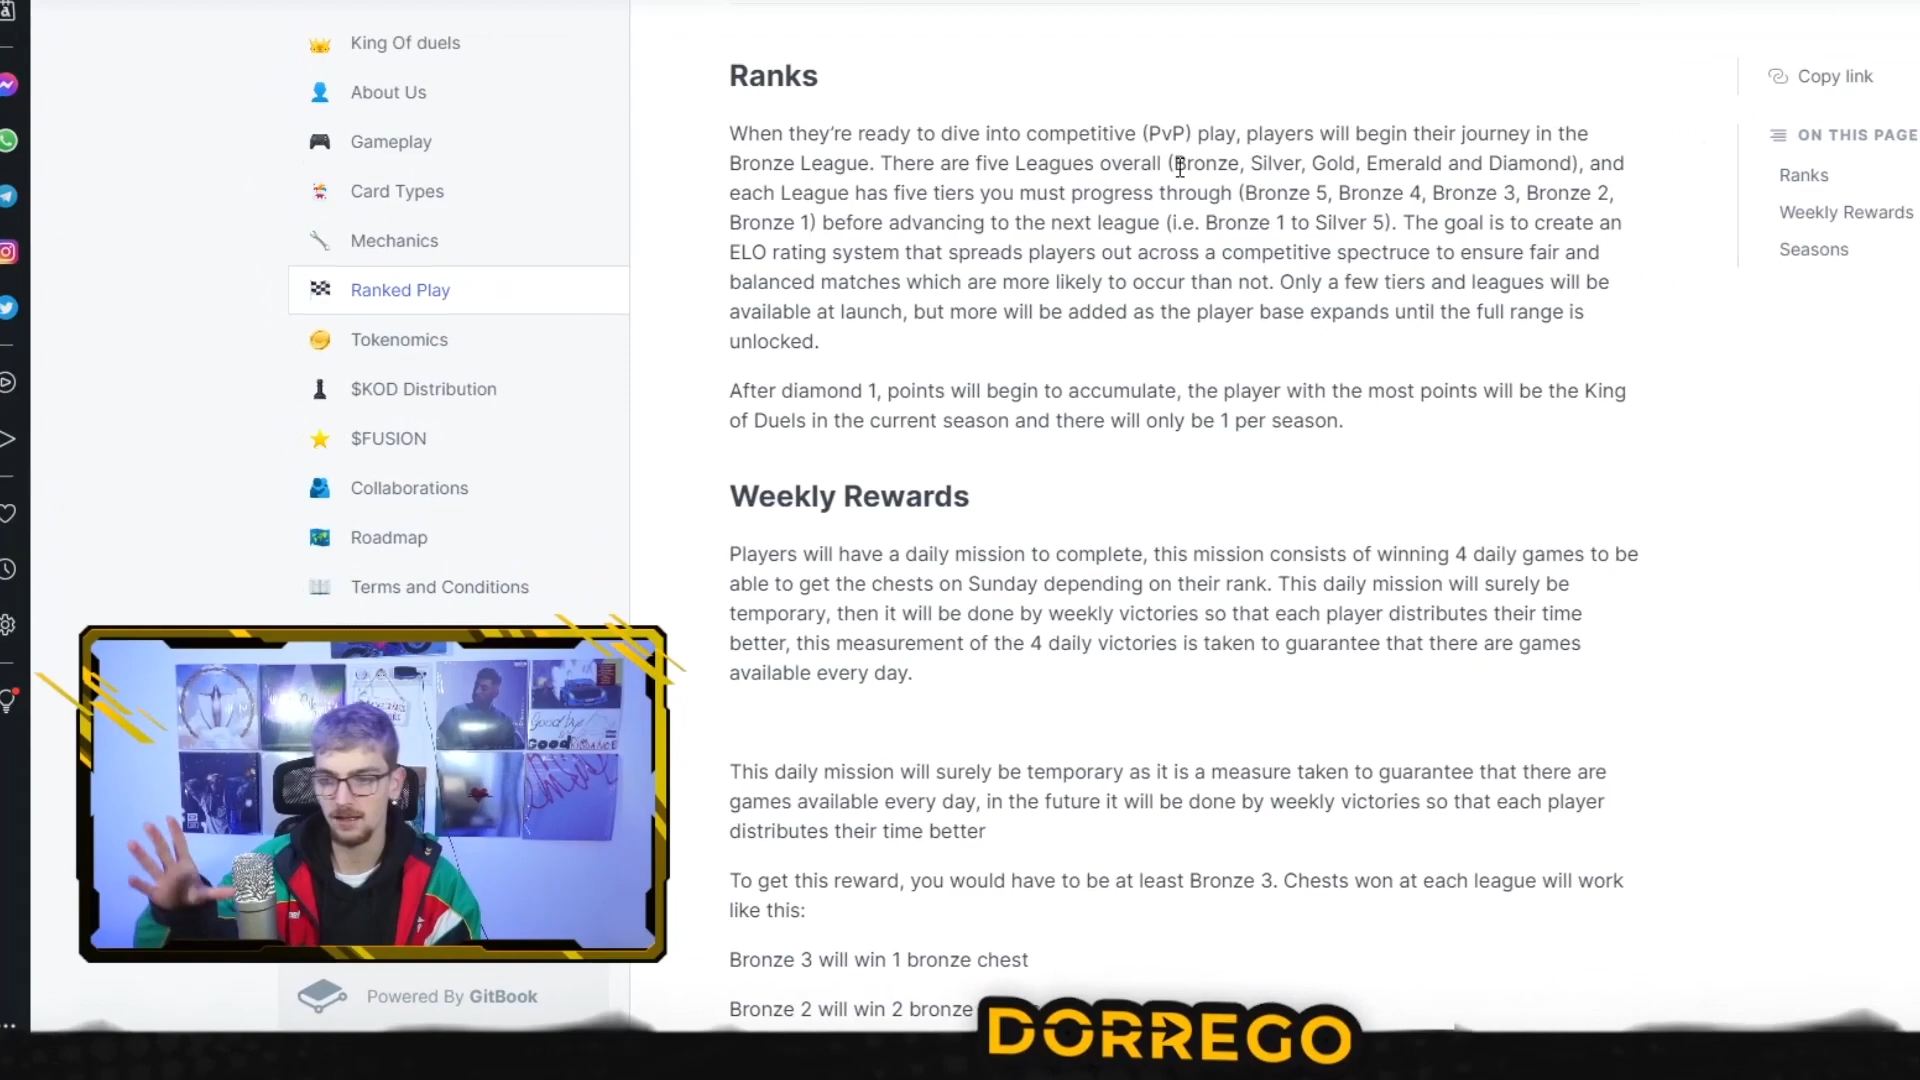 King Of duels
About Us
Gameplay
Card Types
Mechanics
Ranked Play
Tokenomics
$KOD Distribution
$FUSION
Collaborations
Roadmap
Terms and Conditions
Powered By GitBook
Ranks
When they’re ready to dive into competitive (PvP) play, players will begin their journey in the
Bronze League. There are five Leagues overall (Bronze, Silver, Gold, Emerald and Diamond), and
each League has five tiers you must progress through (Bronze 5, Bronze 4, Bronze 3, Bronze 2,
Bronze 1) before advancing to the next league (i.e. Bronze 1 to Silver 5). The goal is to create an
ELO rating system that spreads players out across a competitive spectruce to ensure fair and
balanced matches which are more likely to occur than not. Only a few tiers and leagues will be
available at launch, but more will be added as the player base expands until the full range is
unlocked.
After diamond 1, points will begin to accumulate, the player with the most points will be the King
of Duels in the current season and there will only be 1 per season.
Weekly Rewards
Players will have a daily mission to complete, this mission consists of winning 4 daily games to be
able to get the chests on Sunday depending on their rank. This daily mission will surely be
temporary, then it will be done by weekly victories so that each player distributes their time
better, this measurement of the 4 daily victories is taken to guarantee that there are games
available every day.
This daily mission will surely be temporary as it is a measure taken to guarantee that there are
games available every day, in the future it will be done by weekly victories so that each player
distributes their time better
To get this reward, you would have to be at least Bronze 3. Chests won at each league will work
like this:
Bronze 3 will win 1 bronze chest
Bronze 2 will win 2 bronze
Copy link
ON THIS PAGE
Ranks
Weekly Rewards
Seasons
Goodbye
Good
DORREGO